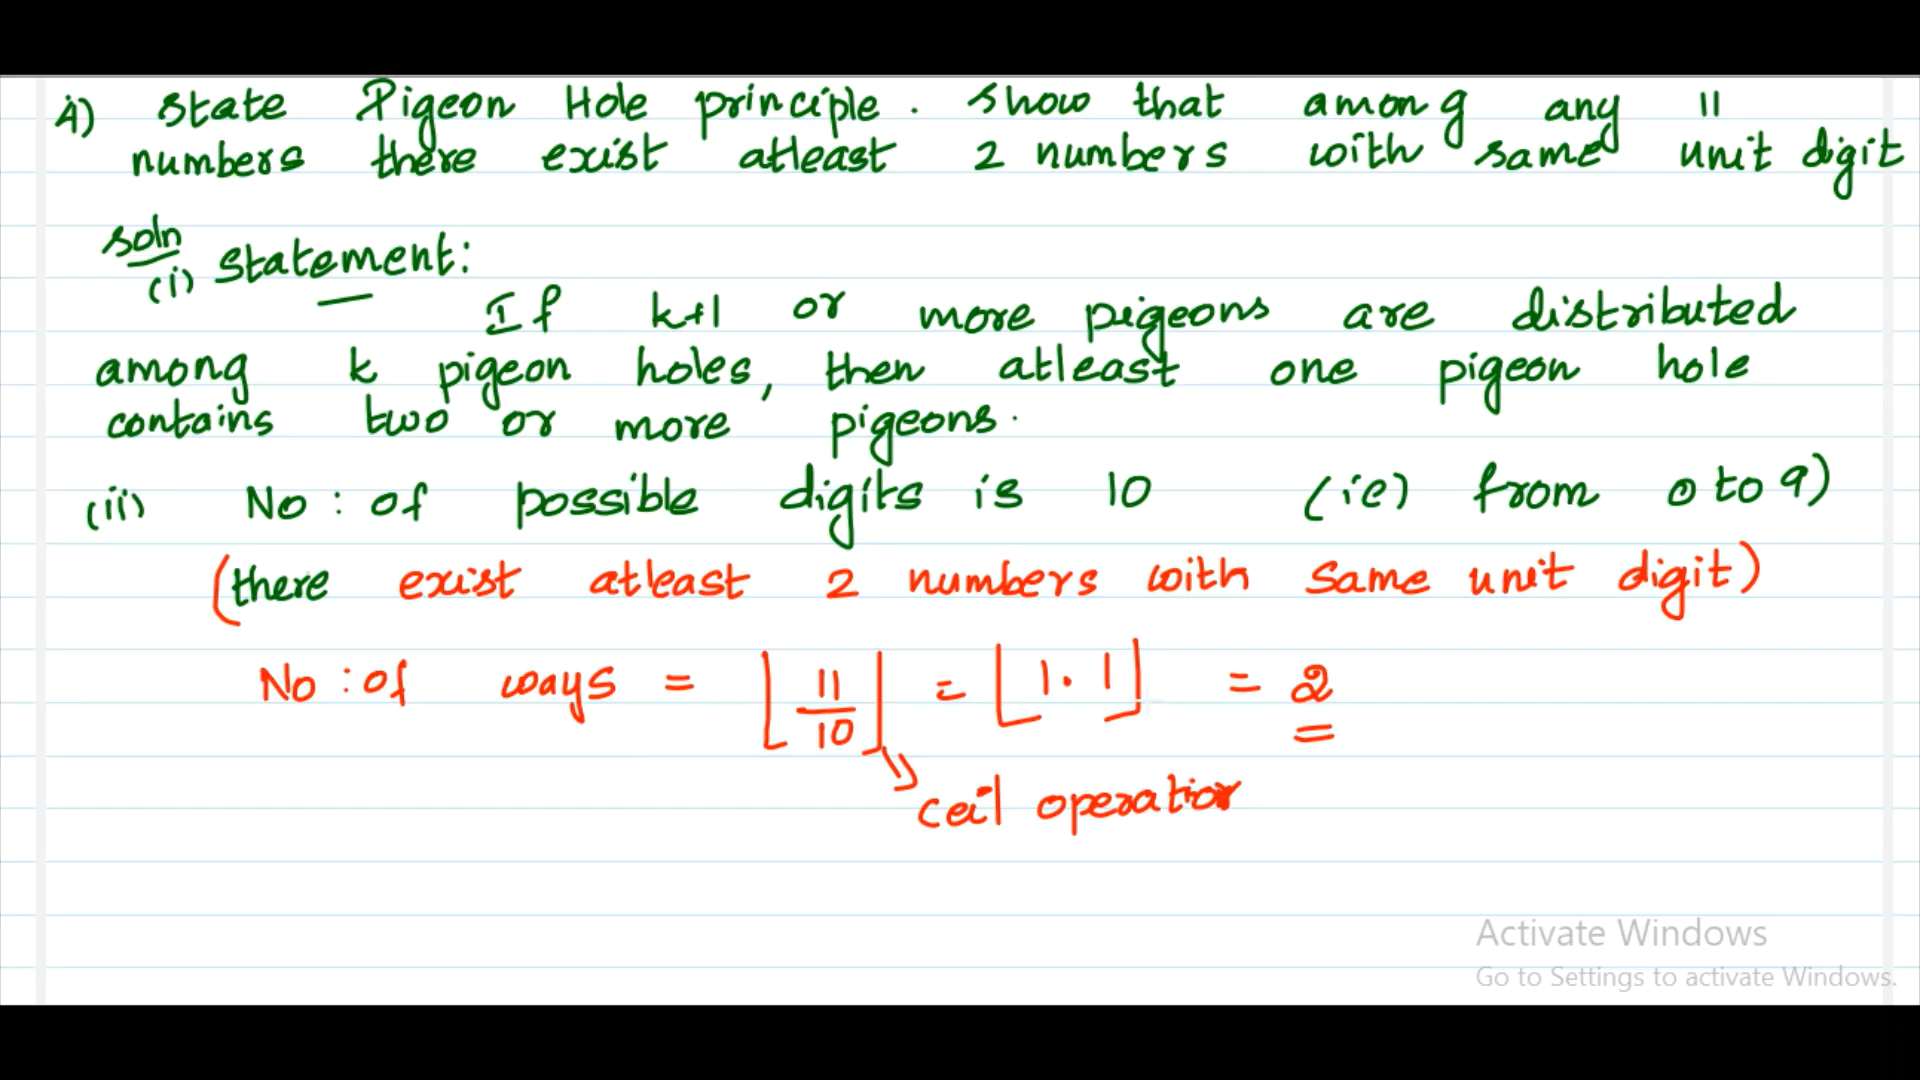 4) State Pigeon Hole principle. Show that among any 11
numbers there exist atleast 2 numbers with same unit digit
soln
(i) Statement:
If k+1 or more pigeons are distributed
among k pigeon holes, then atleast one pigeon hole
contains two or more pigeons.
(ii) No: of possible digits is 10 (ie) from 0 to 9)
(there exist atleast 2 numbers with same unit digit)
No: of ways = ⌊11/10⌋ = ⌊1.1⌋ = 2
ceil operation
Activate Windows
Go to Settings to activate Windows.